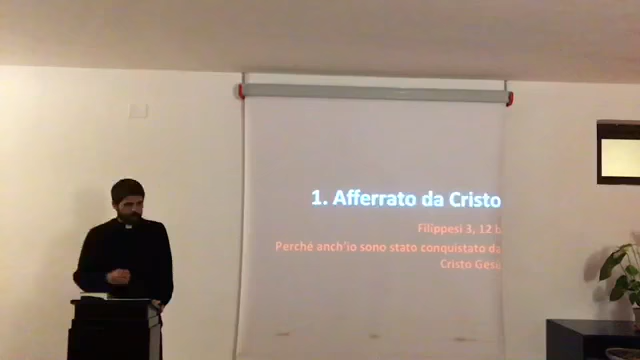 1. Afferrato da Cristo
Filippesi 3, 12 b
Perché anch'io sono stato conquistato da
Cristo Gesù